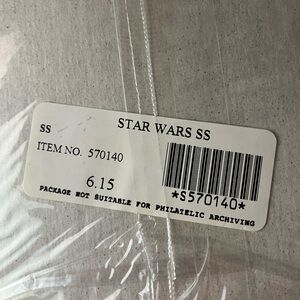 STAR WARS SS
SS
ITEM NO. 570140
6.15
*S570140*
PACKAGE NOT SUITABLE FOR PHILATELIC ARCHIVING